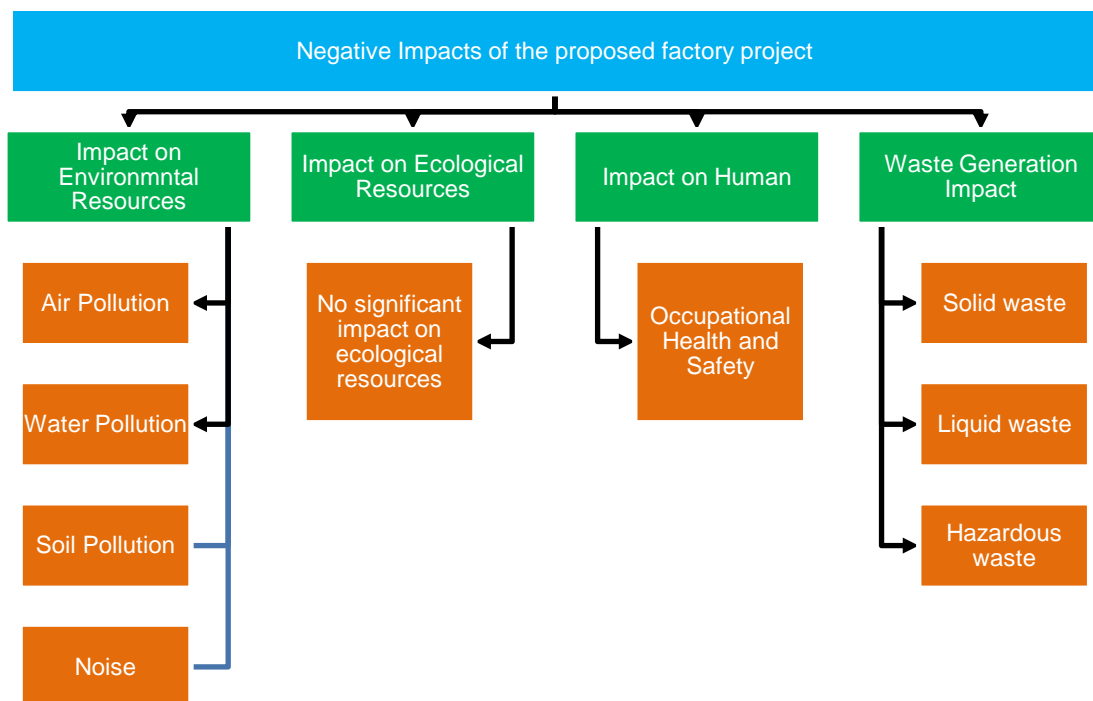 Negative Impacts of the proposed factory project
Impact on
Environmntal
Resources
Impact on Ecological
Resources
Impact on Human
Waste Generation
Impact
Air Pollution
No significant
impact on
ecological
resources
Occupational
Health and
Safety
Solid waste
Water Pollution
Liquid waste
Soil Pollution
Hazardous
waste
Noise